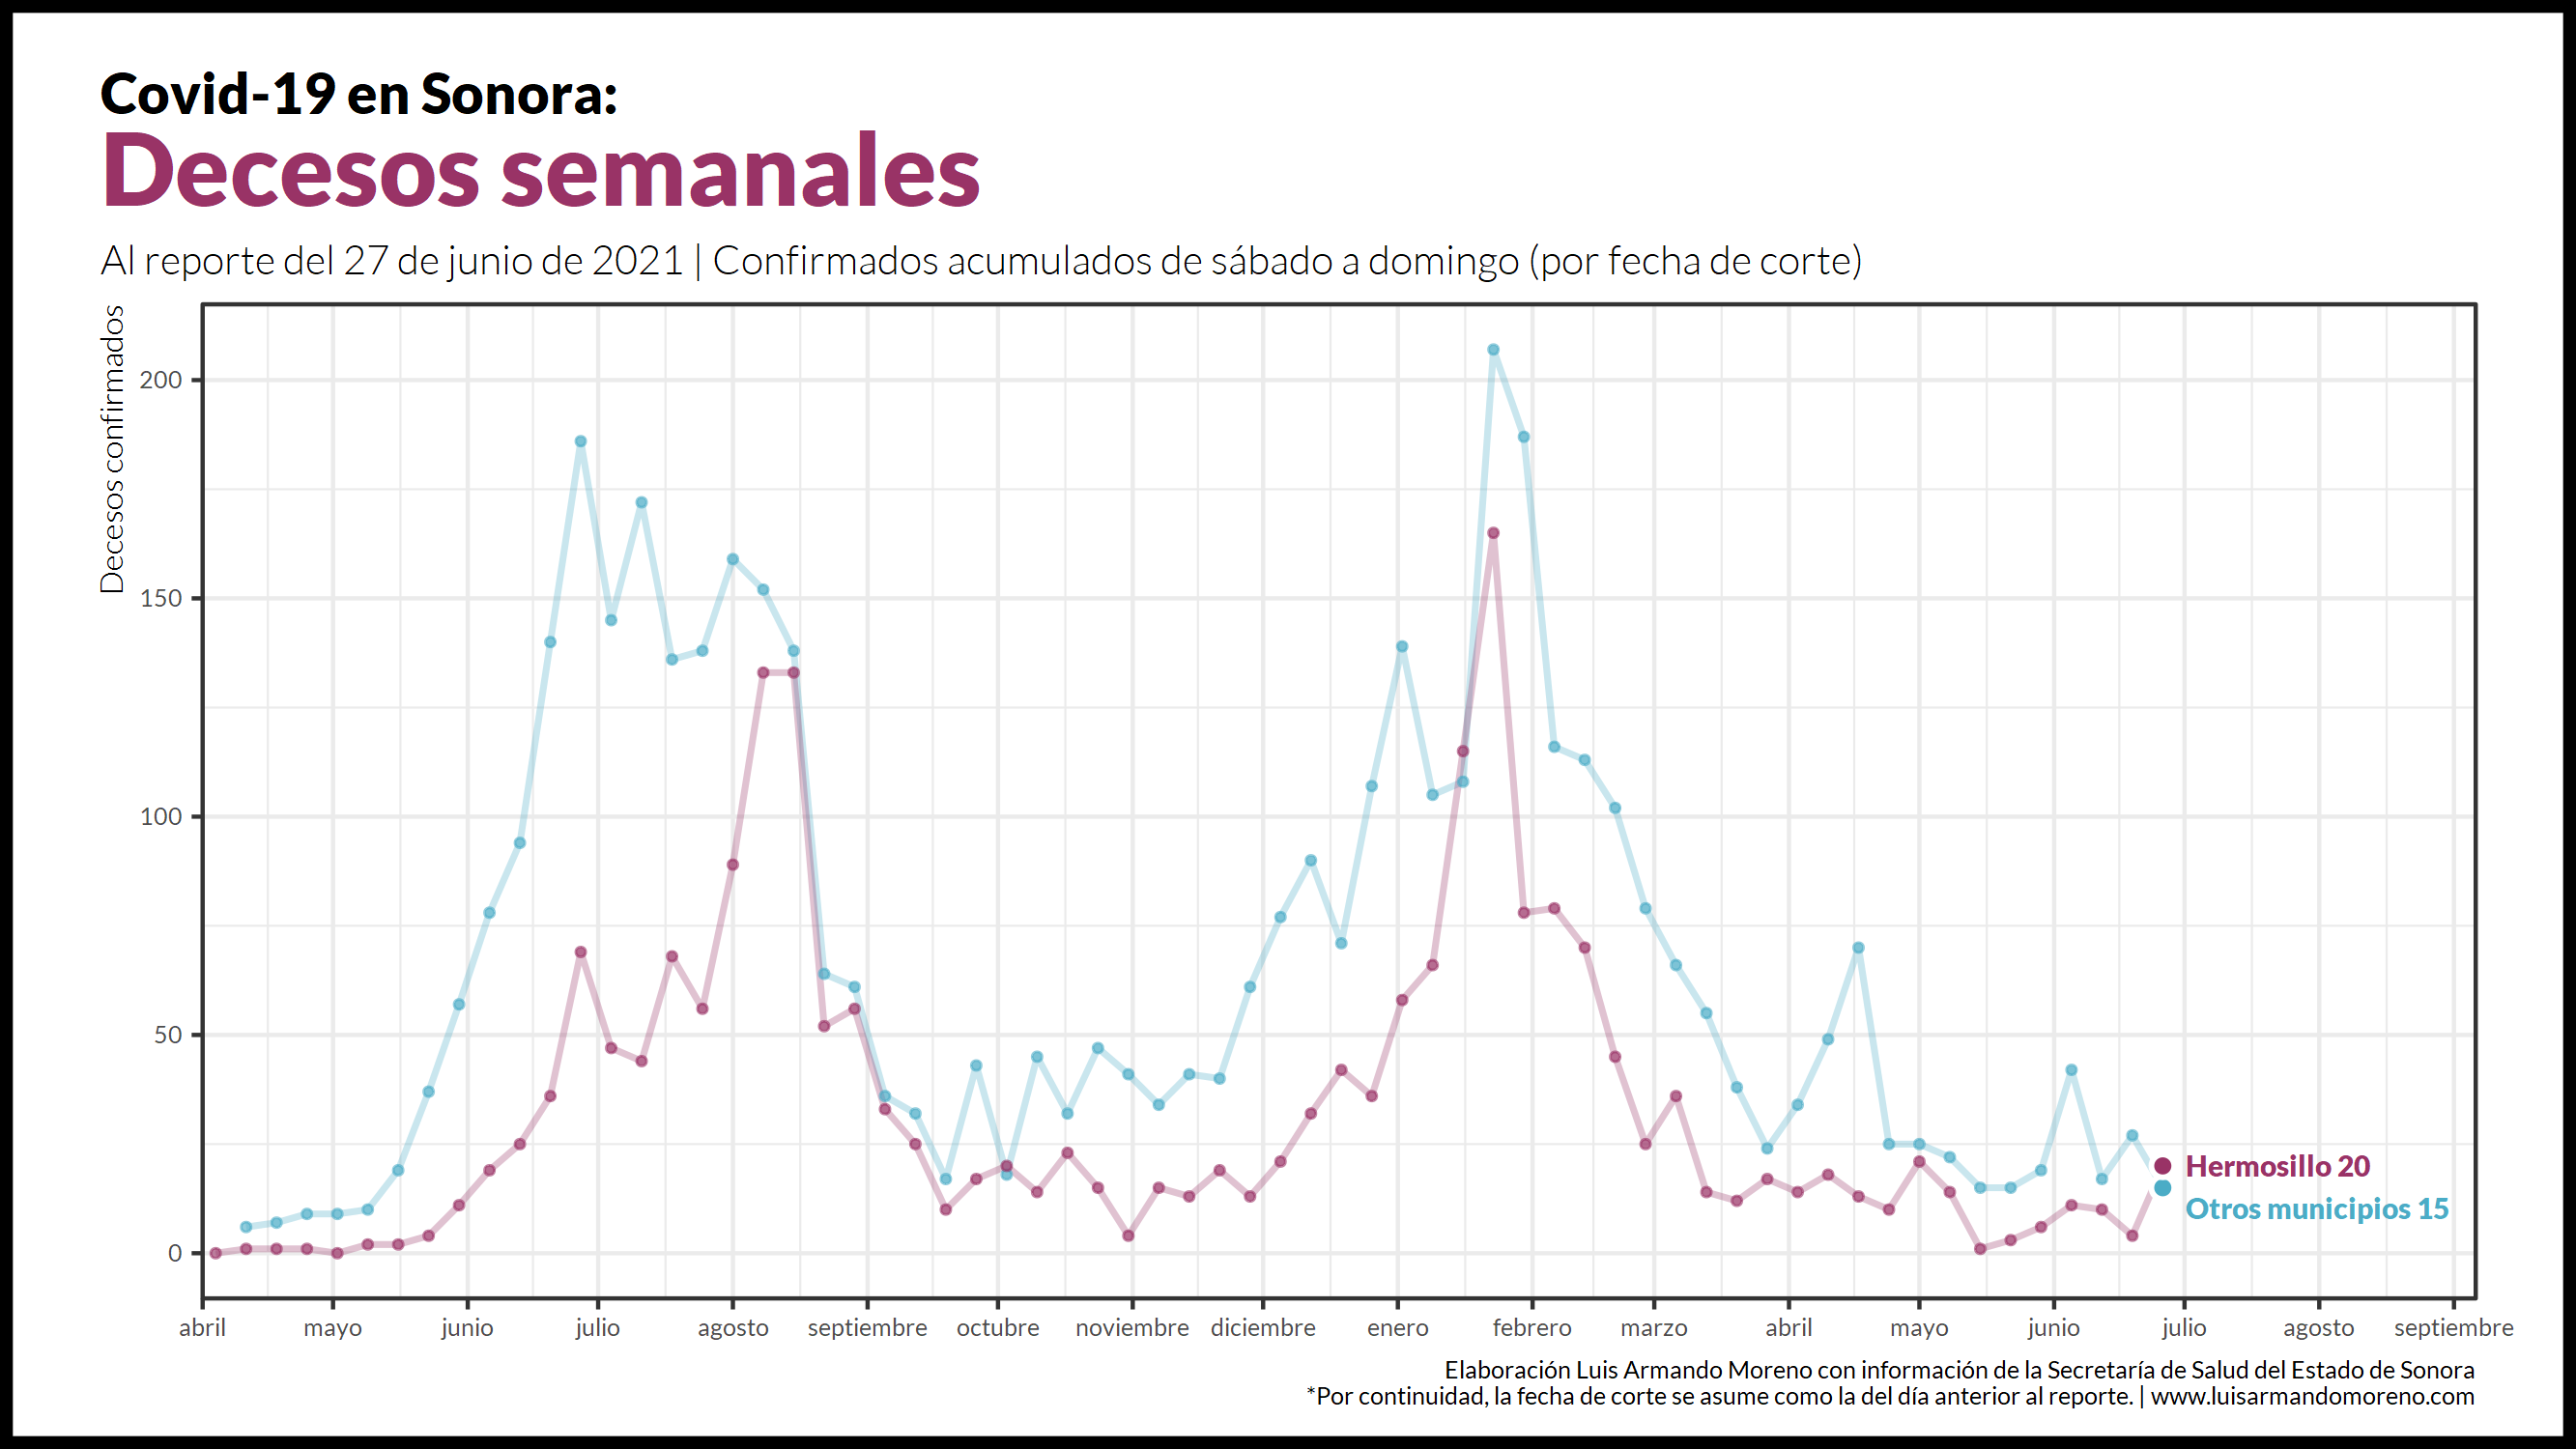 Covid-19 en Sonora:
Decesos semanales
Al reporte del 27 de junio de 2021 | Confirmados acumulados de sábado a domingo (por fecha de corte)
Decesos confirmados
200
150
100
50
0
Hermosillo 20
Otros municipios 15
abril mayo junio julio agosto septiembre octubre noviembre diciembre enero febrero marzo abril mayo junio julio agosto septiembre
Elaboración Luis Armando Moreno con información de la Secretaría de Salud del Estado de Sonora
*Por continuidad, la fecha de corte se asume como la del día anterior al reporte. | www.luisarmandomoreno.com